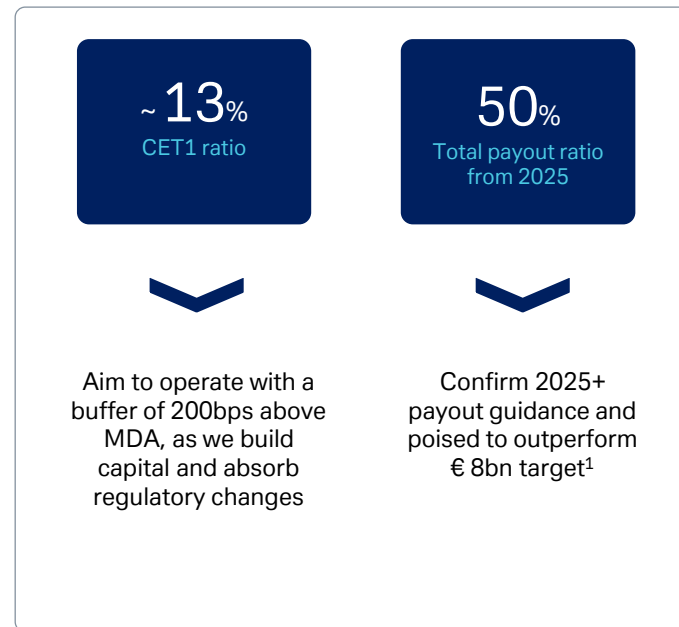 ~ 13%
CET1 ratio
Aim to operate with a
buffer of 200bps above
MDA, as we build
capital and absorb
regulatory changes
50%
Total payout ratio
from 2025
Confirm 2025+
payout guidance and
poised to outperform
€ 8bn target¹